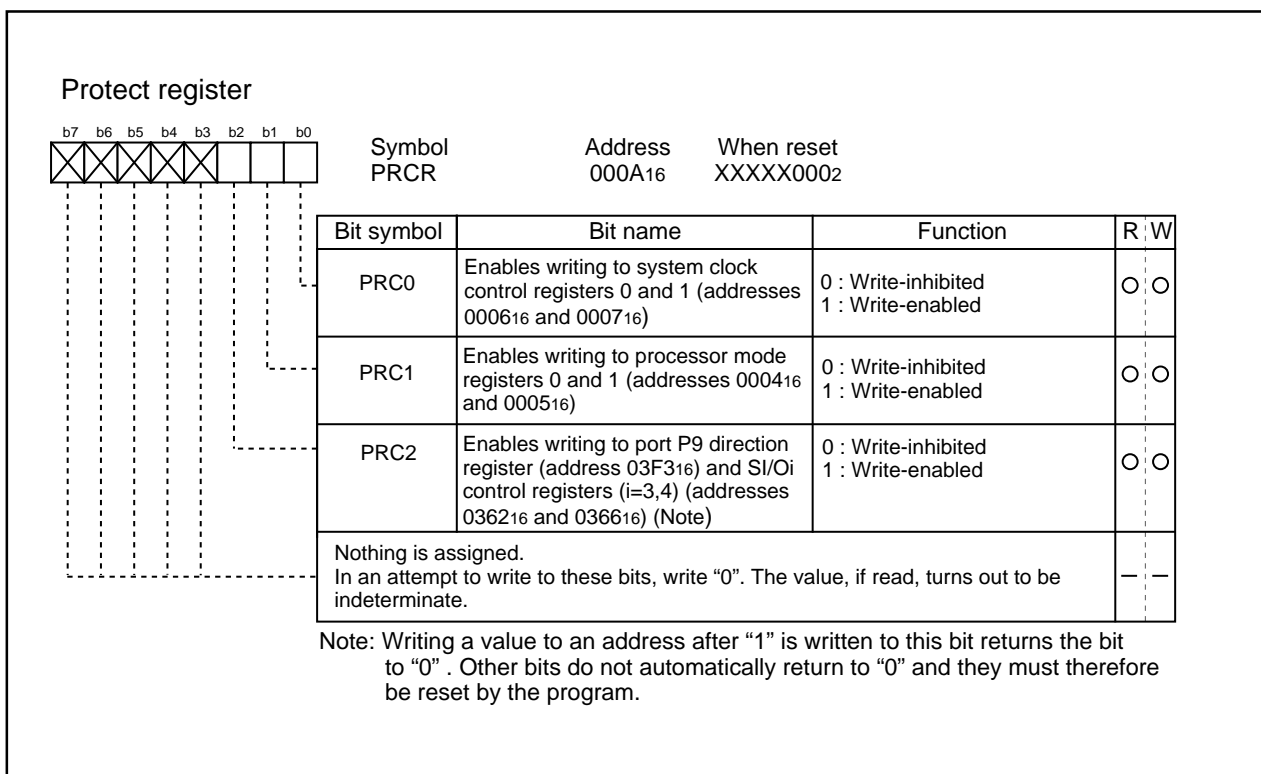 Protect register
b7 b6 b5 b4 b3 b2 b1 b0
Symbol Address When reset
PRCR 000A16 XXXXX0002
Bit symbol Bit name Function R W
PRC0 Enables writing to system clock control registers 0 and 1 (addresses 000616 and 000716) 0 : Write-inhibited 1 : Write-enabled O O
PRC1 Enables writing to processor mode registers 0 and 1 (addresses 000416 and 000516) 0 : Write-inhibited 1 : Write-enabled O O
PRC2 Enables writing to port P9 direction register (address 03F316) and SI/Oi control registers (i=3,4) (addresses 036216 and 036616) (Note) 0 : Write-inhibited 1 : Write-enabled O O
Nothing is assigned.
In an attempt to write to these bits, write “0”. The value, if read, turns out to be
indeterminate. – –
Note: Writing a value to an address after “1” is written to this bit returns the bit
to “0” . Other bits do not automatically return to “0” and they must therefore
be reset by the program.